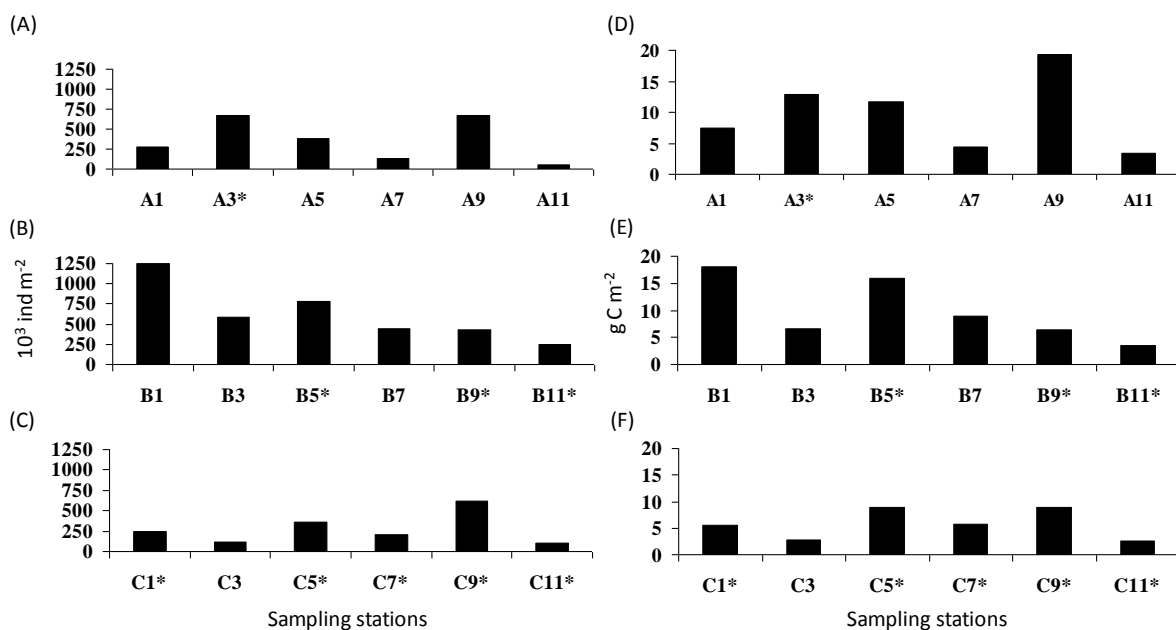 (A)
1250
1000
750
500
250
0
A1 A3* A5 A7 A9 A11
(B)
1250
1000
750
500
250
0
B1 B3 B5* B7 B9* B11*
10³ ind m⁻²
(C)
1250
1000
750
500
250
0
C1* C3 C5* C7* C9* C11*
Sampling stations
(D)
20
15
10
5
0
A1 A3* A5 A7 A9 A11
(E)
20
15
10
5
0
B1 B3 B5* B7 B9* B11*
g C m⁻²
(F)
20
15
10
5
0
C1* C3 C5* C7* C9* C11*
Sampling stations